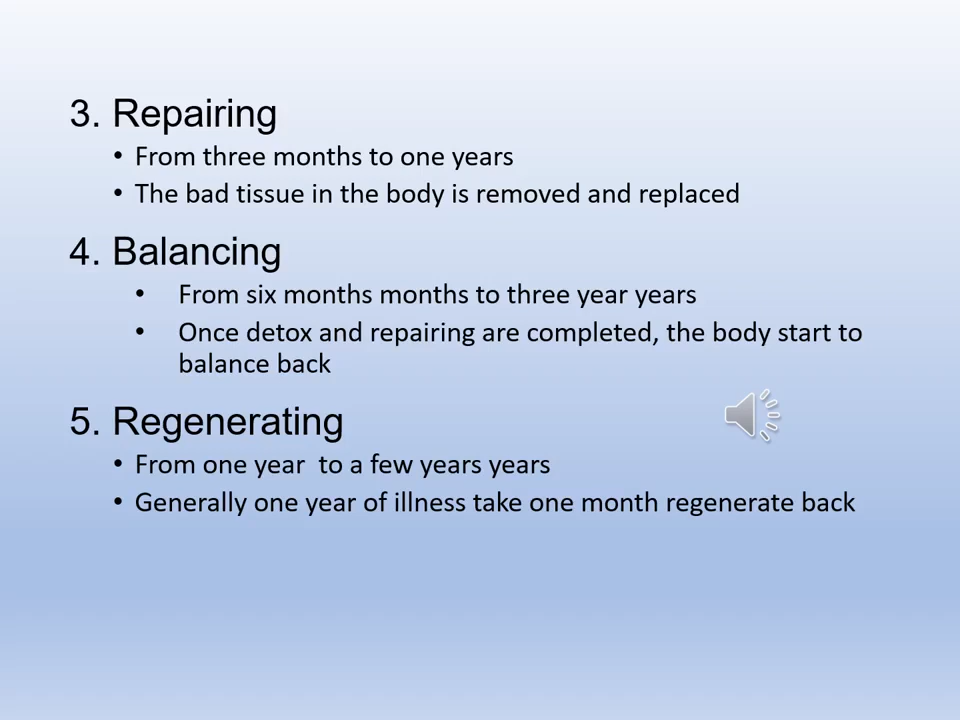 3. Repairing
• From three months to one years
• The bad tissue in the body is removed and replaced
4. Balancing
• From six months months to three year years
• Once detox and repairing are completed, the body start to
balance back
5. Regenerating
• From one year  to a few years years
• Generally one year of illness take one month regenerate back